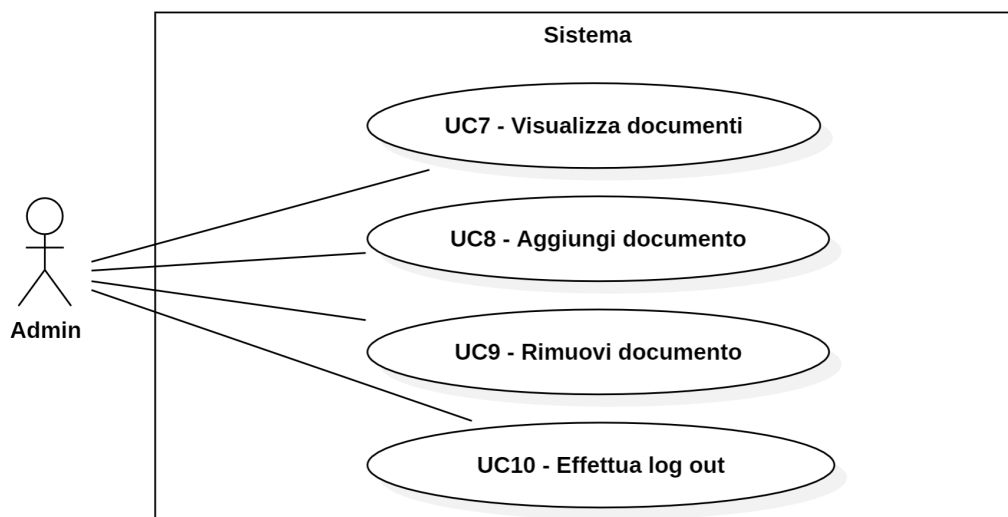 Sistema
UC7 - Visualizza documenti
UC8 - Aggiungi documento
UC9 - Rimuovi documento
Admin
UC10 - Effettua log out